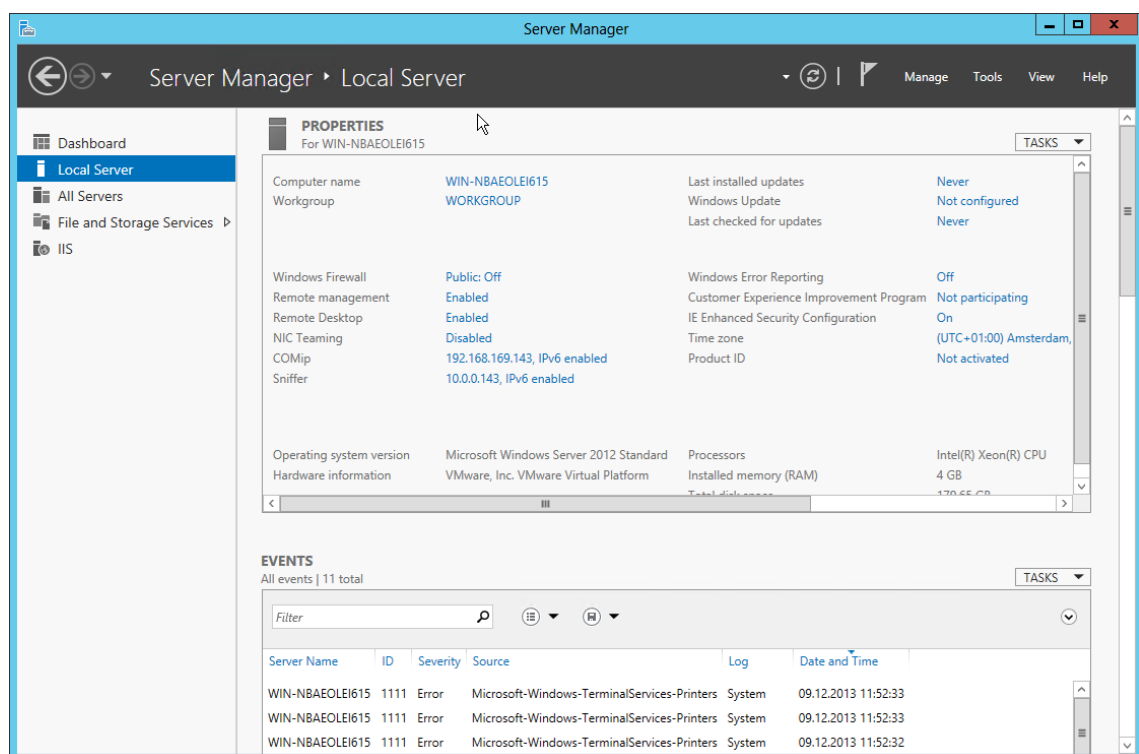 Server Manager
Server Manager ‣ Local Server
Manage Tools View Help
Dashboard
Local Server
All Servers
File and Storage Services
IIS
PROPERTIES
For WIN-NBAEOLEI615
TASKS
Computer name WIN-NBAEOLEI615 Last installed updates Never
Workgroup WORKGROUP Windows Update Not configured
Last checked for updates Never
Windows Firewall Public: Off Windows Error Reporting Off
Remote management Enabled Customer Experience Improvement Program Not participating
Remote Desktop Enabled IE Enhanced Security Configuration On
NIC Teaming Disabled Time zone (UTC+01:00) Amsterdam,
COMip 192.168.169.143, IPv6 enabled Product ID Not activated
Sniffer 10.0.0.143, IPv6 enabled
Operating system version Microsoft Windows Server 2012 Standard Processors Intel(R) Xeon(R) CPU
Hardware information VMware, Inc. VMware Virtual Platform Installed memory (RAM) 4 GB
Total disk space 179.65 GB
EVENTS
All events | 11 total
TASKS
Filter
Server Name ID Severity Source Log Date and Time
WIN-NBAEOLEI615 1111 Error Microsoft-Windows-TerminalServices-Printers System 09.12.2013 11:52:33
WIN-NBAEOLEI615 1111 Error Microsoft-Windows-TerminalServices-Printers System 09.12.2013 11:52:33
WIN-NBAEOLEI615 1111 Error Microsoft-Windows-TerminalServices-Printers System 09.12.2013 11:52:32